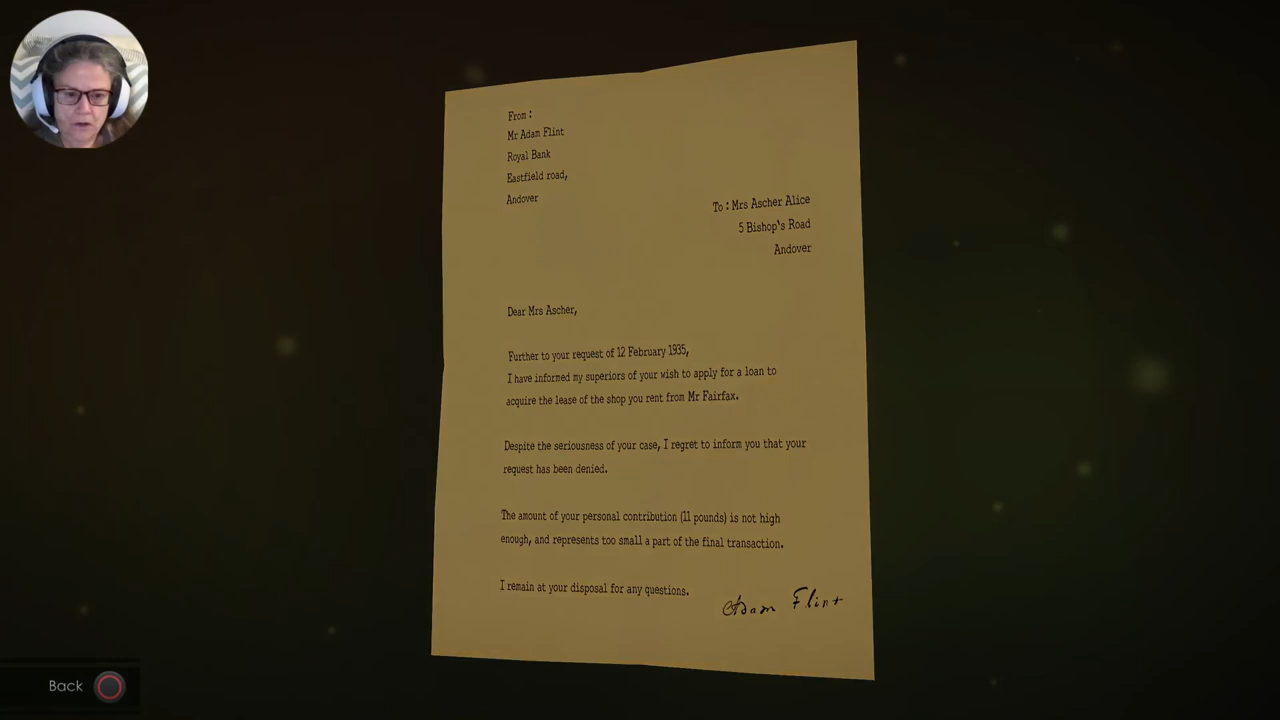 From :
Mr Adam Flint
Royal Bank
Eastfield road,
Andover
To : Mrs Ascher Alice
5 Bishop's Road
Andover
Dear Mrs Ascher,
Further to your request of 12 February 1935,
I have informed my superiors of your wish to apply for a loan to
acquire the lease of the shop you rent from Mr Fairfax.
Despite the seriousness of your case, I regret to inform you that your
request has been denied.
The amount of your personal contribution (11 pounds) is not high
enough, and represents too small a part of the final transaction.
I remain at your disposal for any questions.
Adam Flint
Back